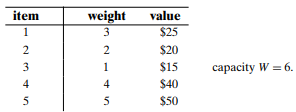 item weight value
1 3 $25
2 2 $20
3 1 $15 capacity W = 6.
4 4 $40
5 5 $50